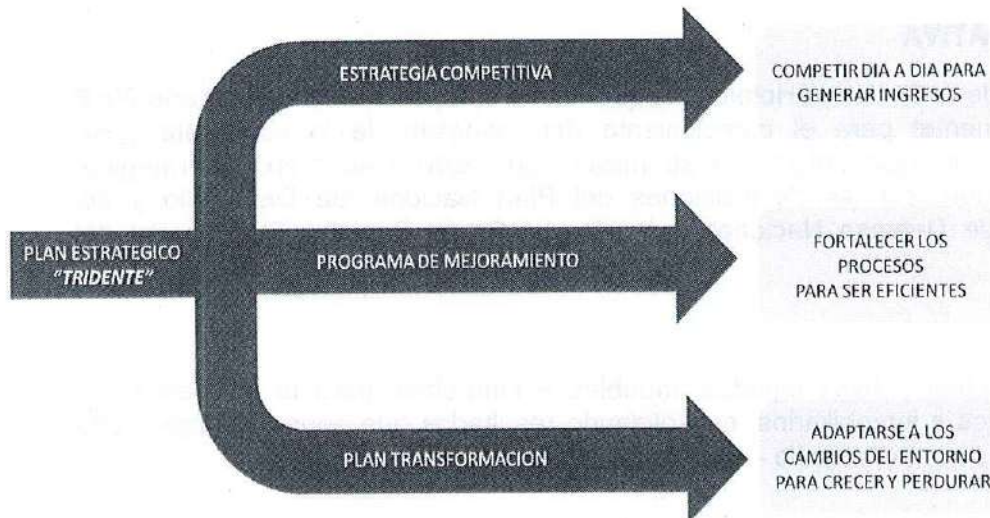 PLAN ESTRATEGICO
"TRIDENTE"
ESTRATEGIA COMPETITIVA
COMPETIR DIA A DIA PARA
GENERAR INGRESOS
PROGRAMA DE MEJORAMIENTO
FORTALECER LOS
PROCESOS
PARA SER EFICIENTES
PLAN TRANSFORMACION
ADAPTARSE A LOS
CAMBIOS DEL ENTORNO
PARA CRECER Y PERDURAR